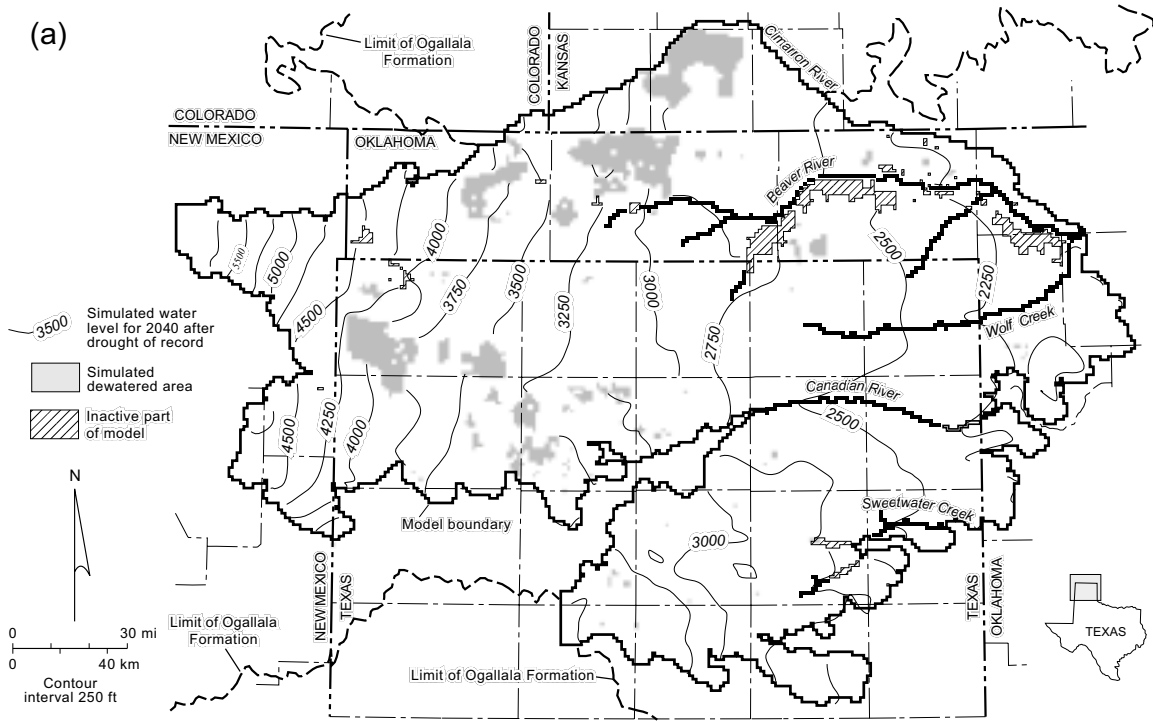 (a)
Limit of Ogallala
Formation
COLORADO
KANSAS
Cimarron River
COLORADO
NEW MEXICO
OKLAHOMA
Beaver River
5500
5000
4500
4000
3750
3500
3250
3000
2750
2500
2250
Wolf Creek
3500
Simulated water
level for 2040 after
drought of record
Simulated
dewatered area
Inactive part
of model
4500
4250
4000
Canadian River
2500
N
Model boundary
Sweetwater Creek
3000
NEW MEXICO
TEXAS
TEXAS
OKLAHOMA
0 30 mi
0 40 km
Contour
interval 250 ft
Limit of Ogallala
Formation
Limit of Ogallala Formation
TEXAS